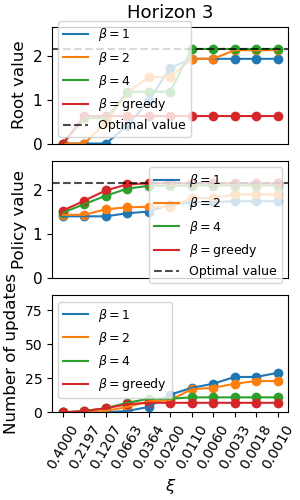 Horizon 3
Root value
2
1
0
β = 1
β = 2
β = 4
β = greedy
Optimal value
Policy value
2
1
0
β = 1
β = 2
β = 4
β = greedy
Optimal value
Number of updates
75
50
25
0
β = 1
β = 2
β = 4
β = greedy
0.4000
0.2197
0.1207
0.0663
0.0364
0.0200
0.0110
0.0060
0.0033
0.0018
0.0010
ξ